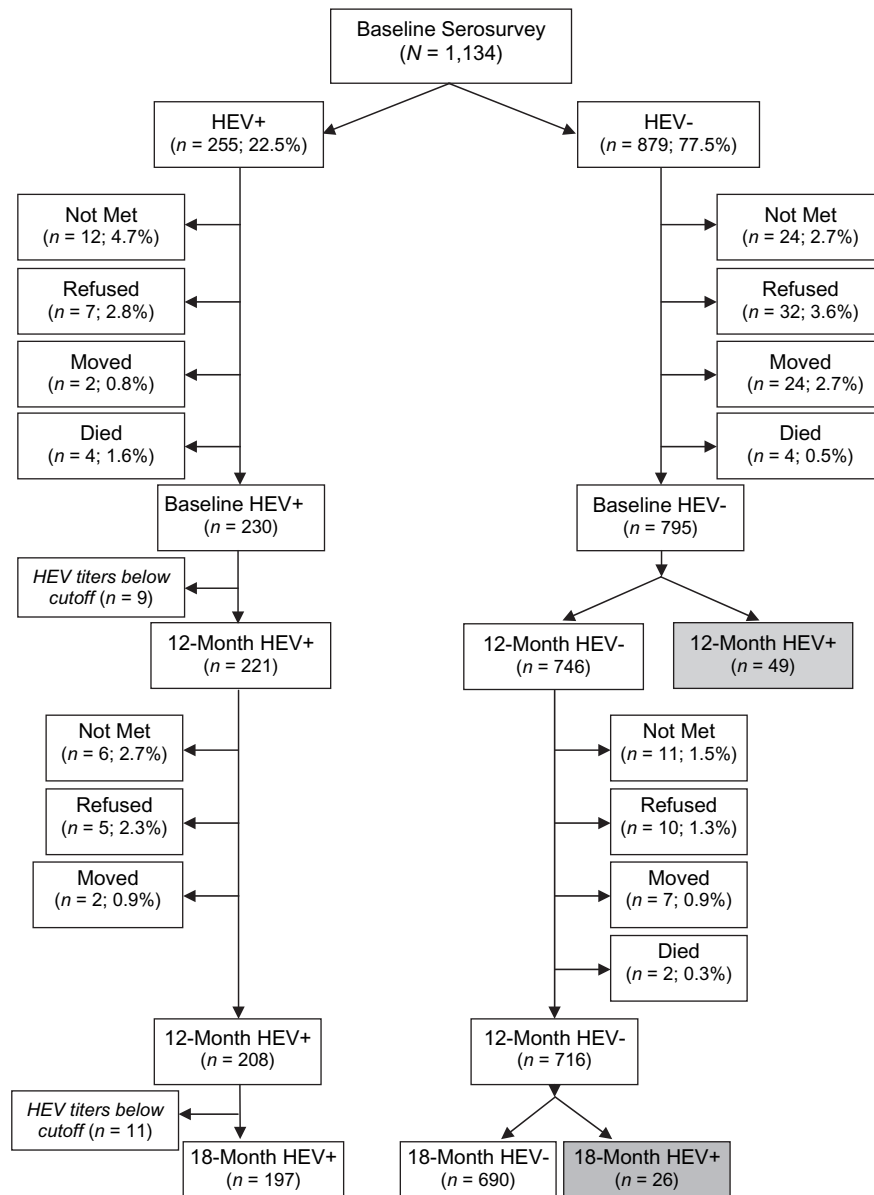 Baseline Serosurvey
(N = 1,134)
HEV+
(n = 255; 22.5%)
HEV-
(n = 879; 77.5%)
Not Met
(n = 12; 4.7%)
Refused
(n = 7; 2.8%)
Moved
(n = 2; 0.8%)
Died
(n = 4; 1.6%)
Not Met
(n = 24; 2.7%)
Refused
(n = 32; 3.6%)
Moved
(n = 24; 2.7%)
Died
(n = 4; 0.5%)
Baseline HEV+
(n = 230)
Baseline HEV-
(n = 795)
HEV titers below
cutoff (n = 9)
12-Month HEV+
(n = 221)
12-Month HEV-
(n = 746)
12-Month HEV+
(n = 49)
Not Met
(n = 6; 2.7%)
Refused
(n = 5; 2.3%)
Moved
(n = 2; 0.9%)
Not Met
(n = 11; 1.5%)
Refused
(n = 10; 1.3%)
Moved
(n = 7; 0.9%)
Died
(n = 2; 0.3%)
12-Month HEV+
(n = 208)
12-Month HEV-
(n = 716)
HEV titers below
cutoff (n = 11)
18-Month HEV+
(n = 197)
18-Month HEV-
(n = 690)
18-Month HEV+
(n = 26)